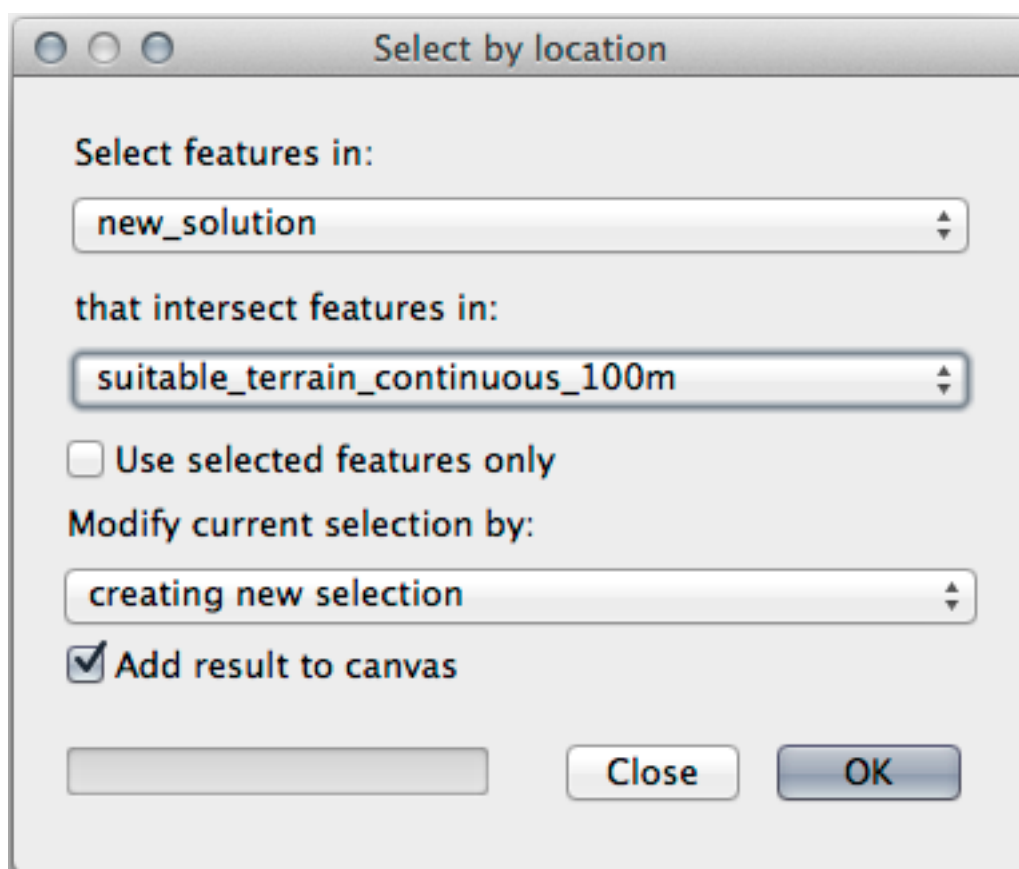 Select by location
Select features in:
new_solution
that intersect features in:
suitable_terrain_continuous_100m
Use selected features only
Modify current selection by:
creating new selection
Add result to canvas
Close OK